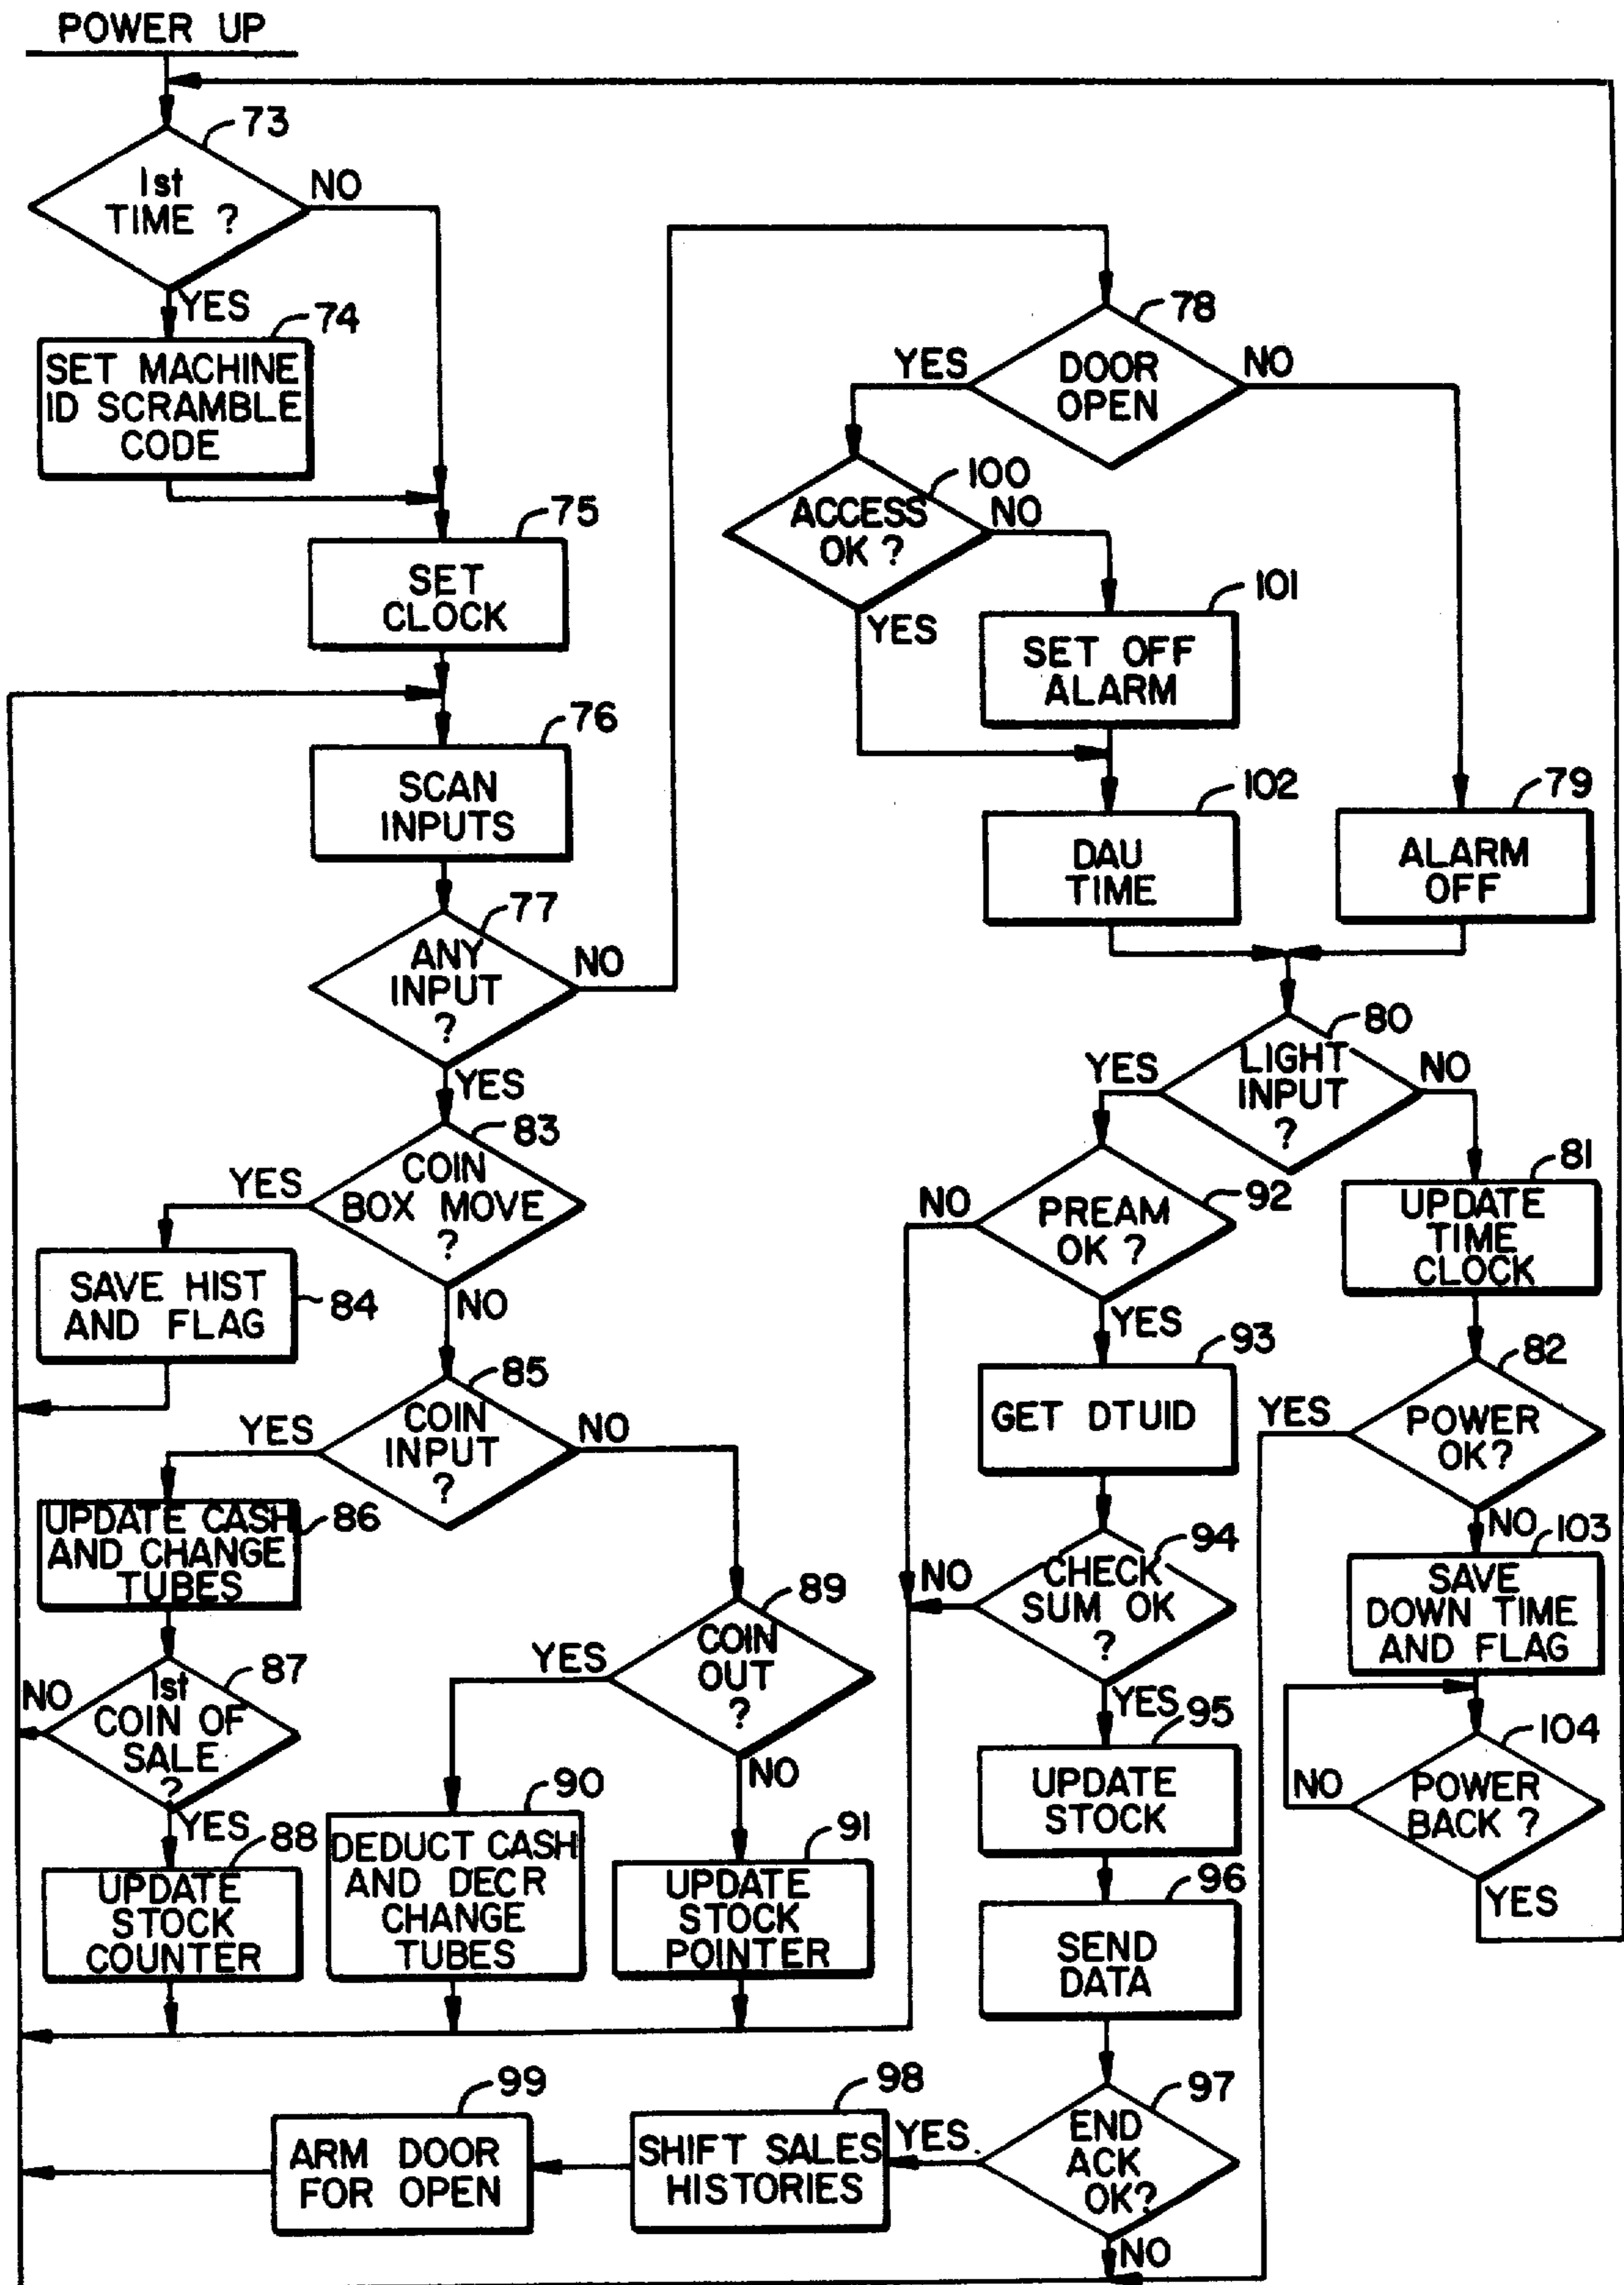 POWER UP
73
1st
TIME ?
NO
YES
74
SET MACHINE
ID SCRAMBLE
CODE
75
SET
CLOCK
76
SCAN
INPUTS
77
ANY
INPUT
?
NO
YES
83
COIN
BOX MOVE
?
YES
NO
84
SAVE HIST
AND FLAG
85
COIN
INPUT
?
YES
NO
86
UPDATE CASH
AND CHANGE
TUBES
87
1st
COIN OF
SALE
?
NO
YES
88
UPDATE
STOCK
COUNTER
89
COIN
OUT
?
YES
NO
90
DEDUCT CASH
AND DECR
CHANGE
TUBES
91
UPDATE
STOCK
POINTER
78
DOOR
OPEN
YES
NO
100
ACCESS
OK ?
NO
YES
101
SET OFF
ALARM
102
DAU
TIME
79
ALARM
OFF
80
LIGHT
INPUT
?
YES
NO
92
PREAM
OK ?
NO
YES
93
GET DTUID
94
CHECK
SUM OK
?
NO
YES
95
UPDATE
STOCK
96
SEND
DATA
97
END
ACK
OK?
YES
NO
98
SHIFT SALES
HISTORIES
99
ARM DOOR
FOR OPEN
81
UPDATE
TIME
CLOCK
82
POWER
OK?
YES
NO
103
SAVE
DOWN TIME
AND FLAG
104
POWER
BACK ?
NO
YES